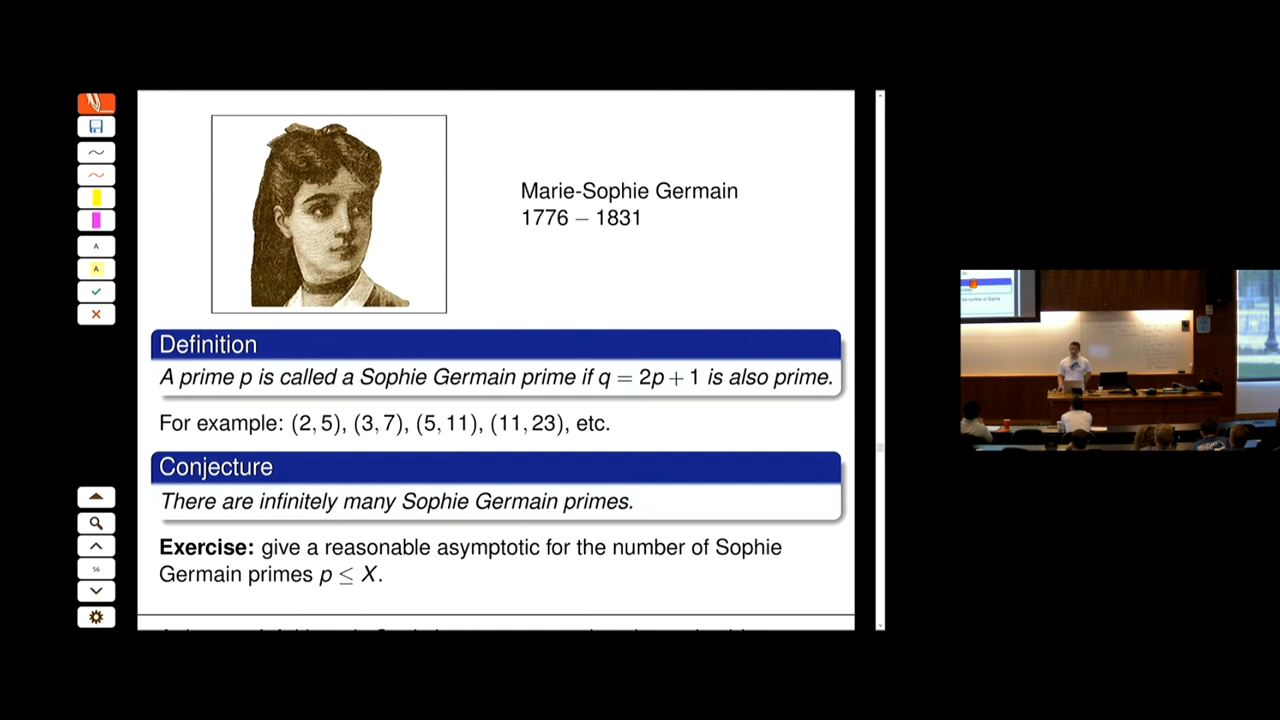 Marie-Sophie Germain
1776 – 1831
Definition
A prime p is called a Sophie Germain prime if q = 2p + 1 is also prime.
For example: (2, 5), (3, 7), (5, 11), (11, 23), etc.
Conjecture
There are infinitely many Sophie Germain primes.
Exercise: give a reasonable asymptotic for the number of Sophie
Germain primes p ≤ X.
A
A
56